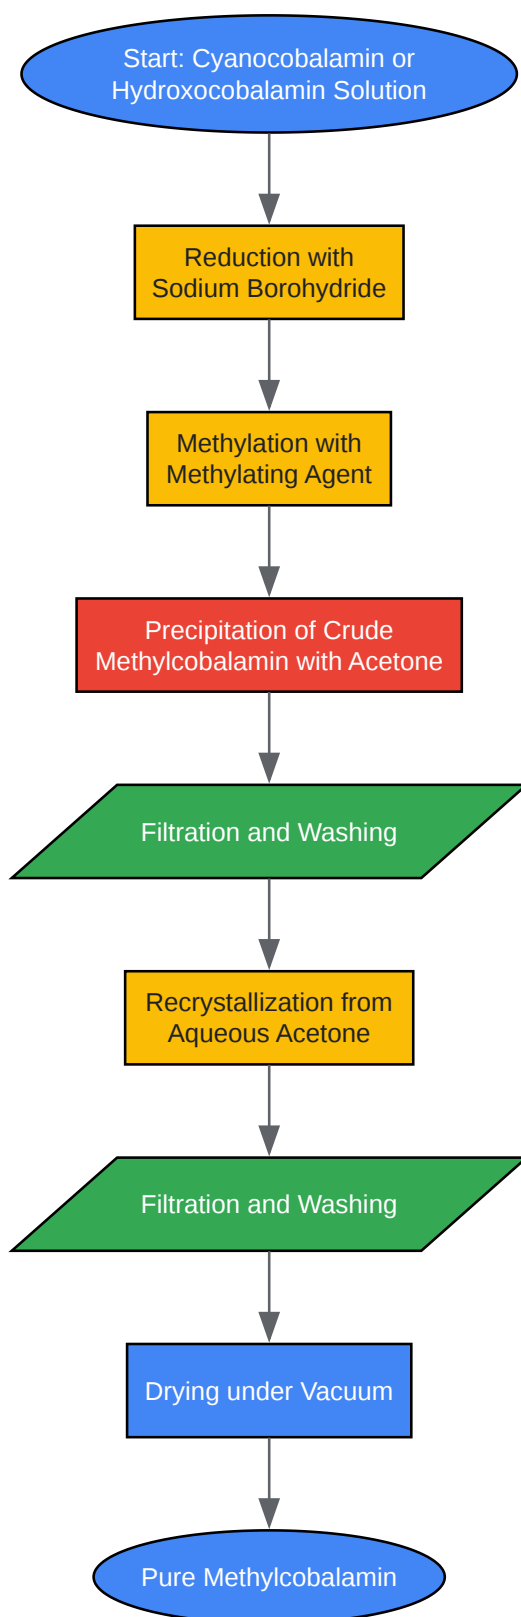 Start: Cyanocobalamin or
Hydroxocobalamin Solution
Reduction with
Sodium Borohydride
Methylation with
Methylating Agent
Precipitation of Crude
Methylcobalamin with Acetone
Filtration and Washing
Recrystallization from
Aqueous Acetone
Filtration and Washing
Drying under Vacuum
Pure Methylcobalamin